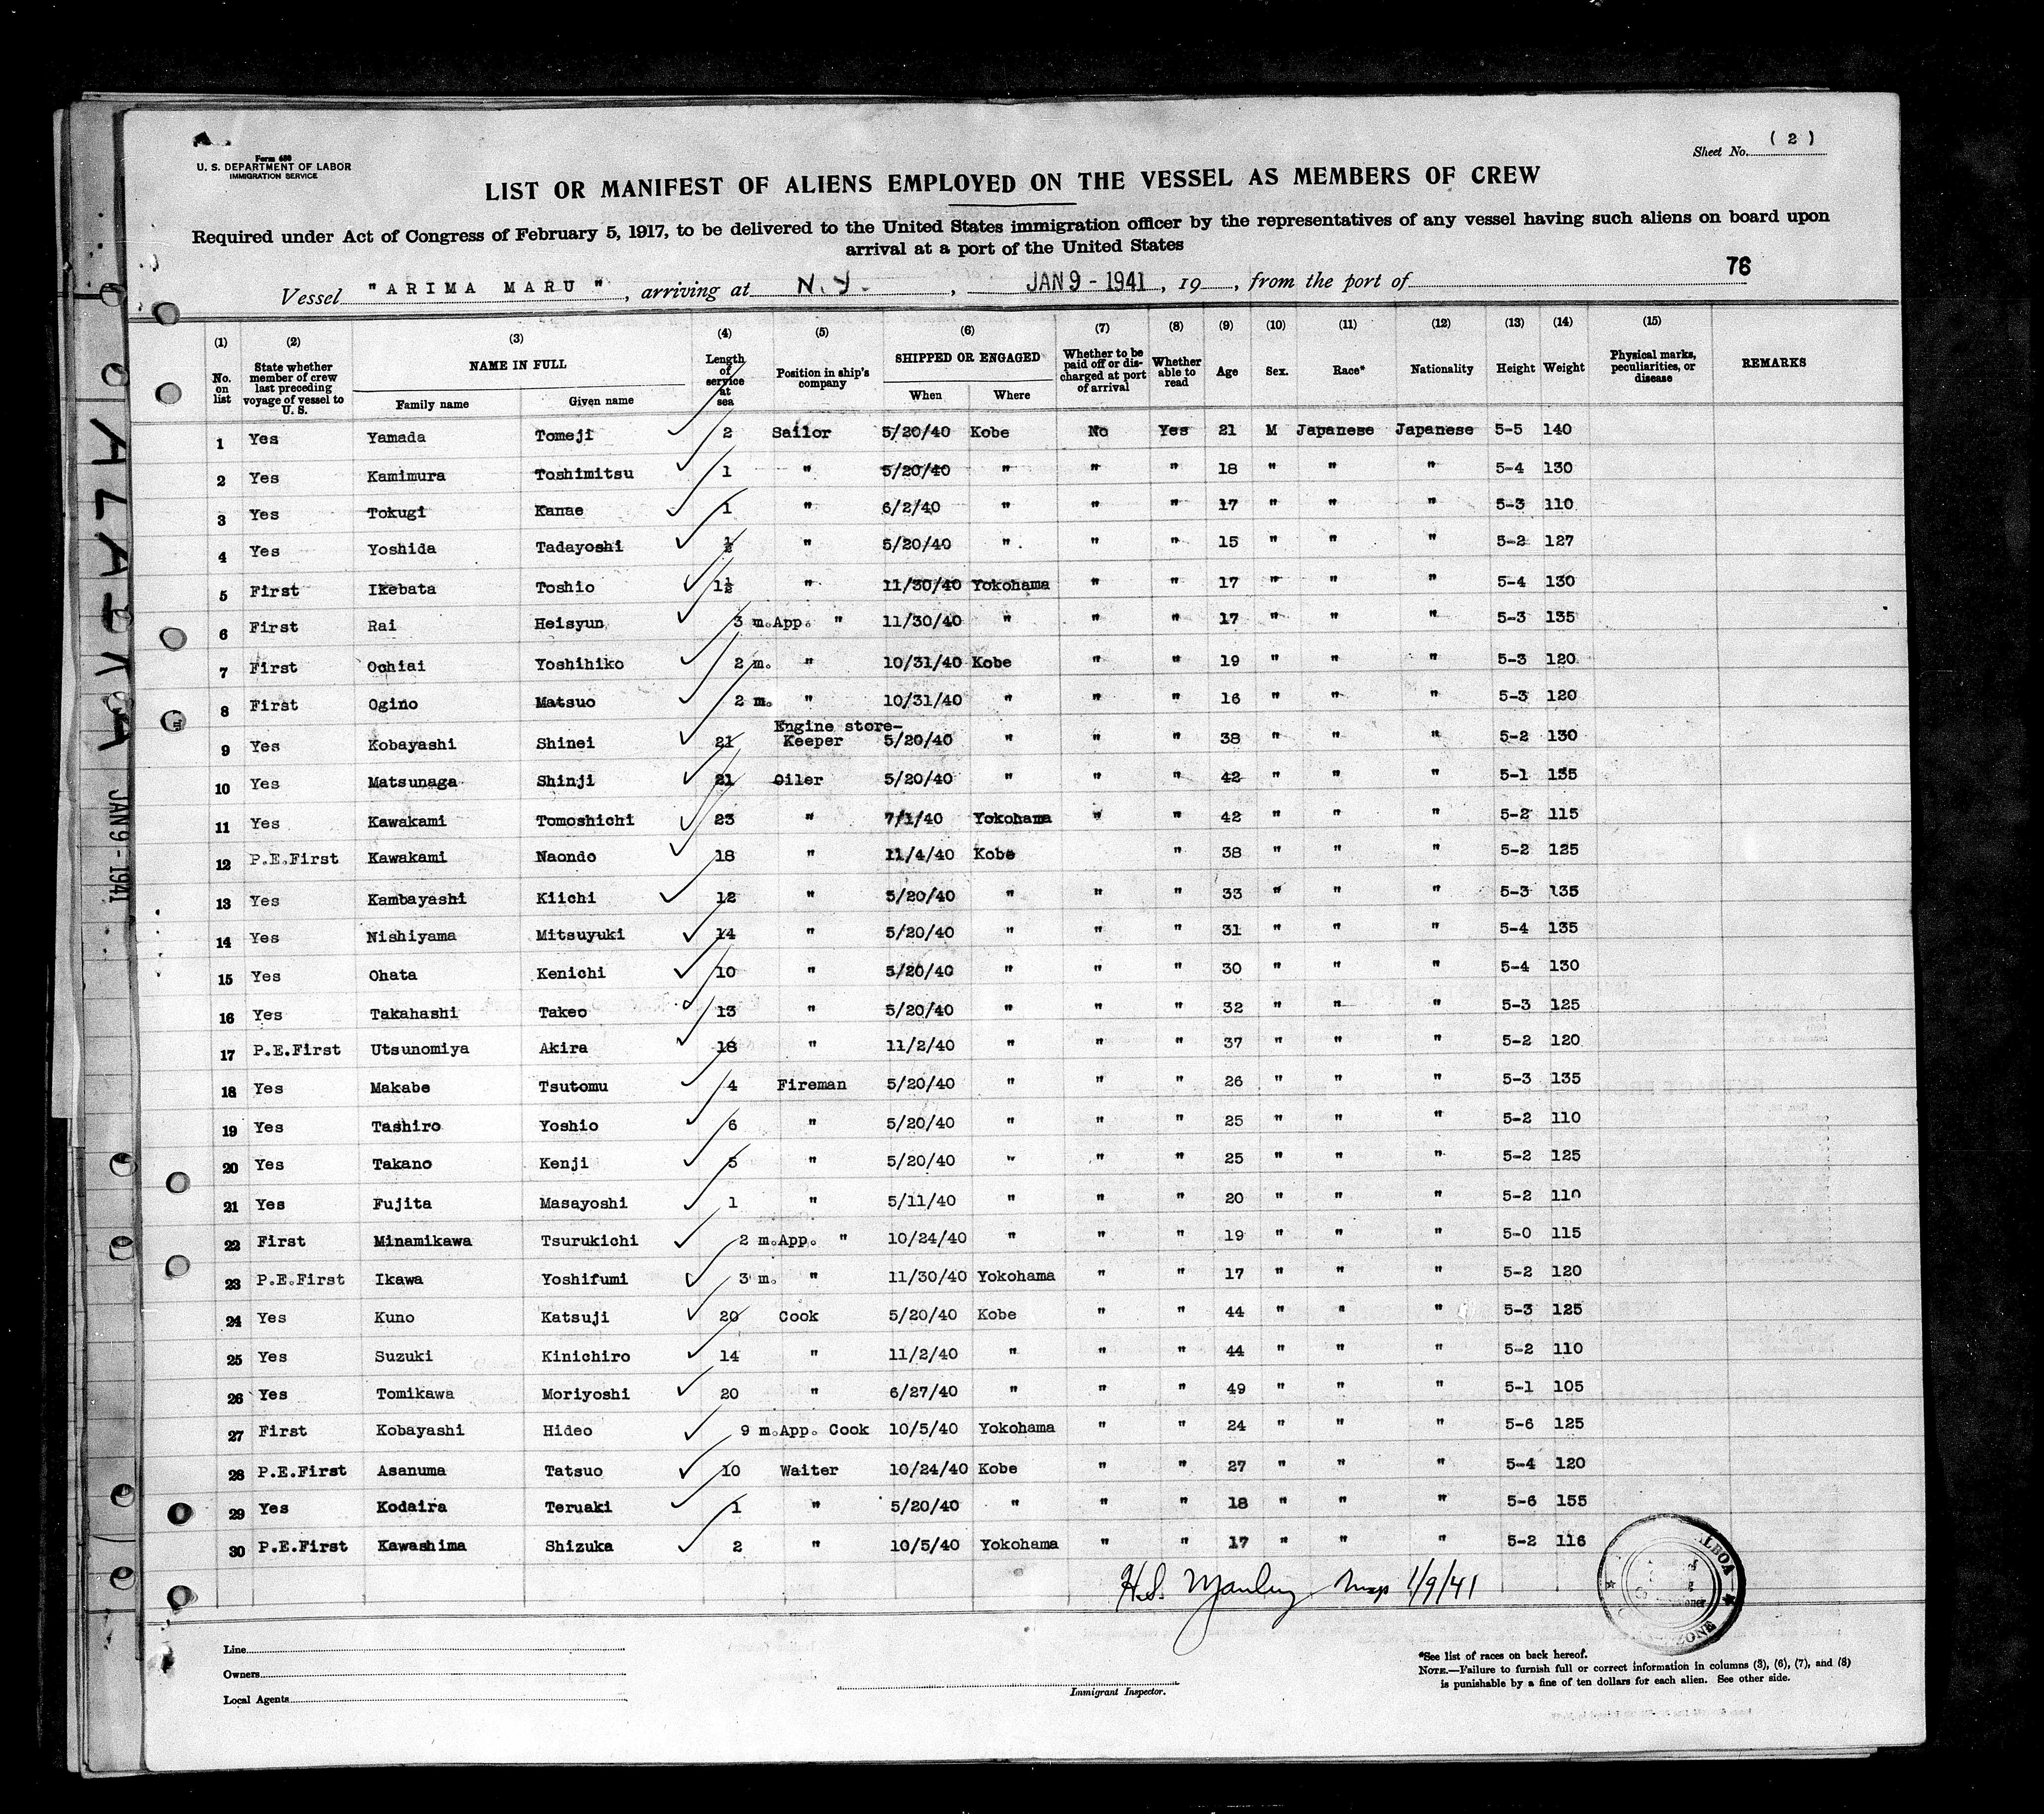 Form 680
U. S. DEPARTMENT OF LABOR
IMMIGRATION SERVICE
Sheet No. ( 2 )
LIST OR MANIFEST OF ALIENS EMPLOYED ON THE VESSEL AS MEMBERS OF CREW
Required under Act of Congress of February 5, 1917, to be delivered to the United States immigration officer by the representatives of any vessel having such aliens on board upon
arrival at a port of the United States
76
Vessel "ARIMA MARU", arriving at N. Y., JAN 9 - 1941, 19, from the port of
(1) (2) (3) (4) (5) (6) (7) (8) (9) (10) (11) (12) (13) (14) (15)
No. on list | State whether member of crew last preceding voyage of vessel to U. S. | NAME IN FULL Family name Given name | Length of service at sea | Position in ship's company | SHIPPED OR ENGAGED When Where | Whether to be paid off or discharged at port of arrival | Whether able to read | Age | Sex. | Race* | Nationality | Height | Weight | Physical marks, peculiarities, or disease | REMARKS
1 Yes Yamada Tomeji 2 Sailor 5/20/40 Kobe No Yes 21 M Japanese Japanese 5-5 140
2 Yes Kamimura Toshimitsu 1 " 5/20/40 " " " 18 " " " 5-4 130
3 Yes Tokugi Kanae 1 " 6/2/40 " " " 17 " " " 5-3 110
4 Yes Yoshida Tadayoshi ½ " 5/20/40 " " " 15 " " " 5-2 127
5 First Ikebata Toshio 1½ " 11/30/40 Yokohama " " 17 " " " 5-4 130
6 First Rai Heisyun 3 m. App. " 11/30/40 " " " 17 " " " 5-3 135
7 First Ochiai Yoshihiko 2 m. " 10/31/40 Kobe " " 19 " " " 5-3 120
8 First Ogino Matsuo 2 m. " 10/31/40 " " " 16 " " " 5-3 120
9 Yes Kobayashi Shinei 21 Engine store-Keeper 5/20/40 " " " 38 " " " 5-2 130
10 Yes Matsunaga Shinji 21 Oiler 5/20/40 " " " 42 " " " 5-1 135
11 Yes Kawakami Tomoshichi 23 " 7/1/40 Yokohama " " 42 " " " 5-2 115
12 P.E.First Kawakami Naondo 18 " 11/4/40 Kobe " 38 " " " 5-2 125
13 Yes Kambayashi Kiichi 12 " 5/20/40 " " " 33 " " " 5-3 135
14 Yes Nishiyama Mitsuyuki 14 " 5/20/40 " " " 31 " " " 5-4 135
15 Yes Ohata Kenichi 10 " 5/20/40 " " " 30 " " " 5-4 130
16 Yes Takahashi Takeo 13 " 5/20/40 " " " 32 " " " 5-3 125
17 P.E.First Utsunomiya Akira 18 " 11/2/40 " " " 37 " " " 5-2 120
18 Yes Makabe Tsutomu 4 Fireman 5/20/40 " " " 26 " " " 5-3 135
19 Yes Tashiro Yoshio 6 " 5/20/40 " " " 25 " " " 5-2 110
20 Yes Takano Kenji 5 " 5/20/40 " " " 25 " " " 5-2 125
21 Yes Fujita Masayoshi 1 " 5/11/40 " " " 20 " " " 5-2 110
22 First Minamikawa Tsurukichi 2 m. App. " 10/24/40 " " " 19 " " " 5-0 115
23 P.E.First Ikawa Yoshifumi 3 m. " 11/30/40 Yokohama " " 17 " " " 5-2 120
24 Yes Kuno Katsuji 20 Cook 5/20/40 Kobe " " 44 " " " 5-3 125
25 Yes Suzuki Kinichiro 14 " 11/2/40 " " " 44 " " " 5-2 110
26 Yes Tomikawa Moriyoshi 20 " 6/27/40 " " " 49 " " " 5-1 105
27 First Kobayashi Hideo 9 m. App. Cook 10/5/40 Yokohama " " 24 " " " 5-6 125
28 P.E.First Asanuma Tatsuo 10 Waiter 10/24/40 Kobe " " 27 " " " 5-4 120
29 Yes Kodaira Teruaki 1 " 5/20/40 " " " 18 " " " 5-6 155
30 P.E.First Kawashima Shizuka 2 " 10/5/40 Yokohama " " 17 " " " 5-2 116
H.S. 1/9/41
ZONE
Line
Owners
Local Agents
Immigrant Inspector.
*See list of races on back hereof.
NOTE.—Failure to furnish full or correct information in columns (3), (6), (7), and (8)
is punishable by a fine of ten dollars for each alien. See other side.
JAN 9 - 1941